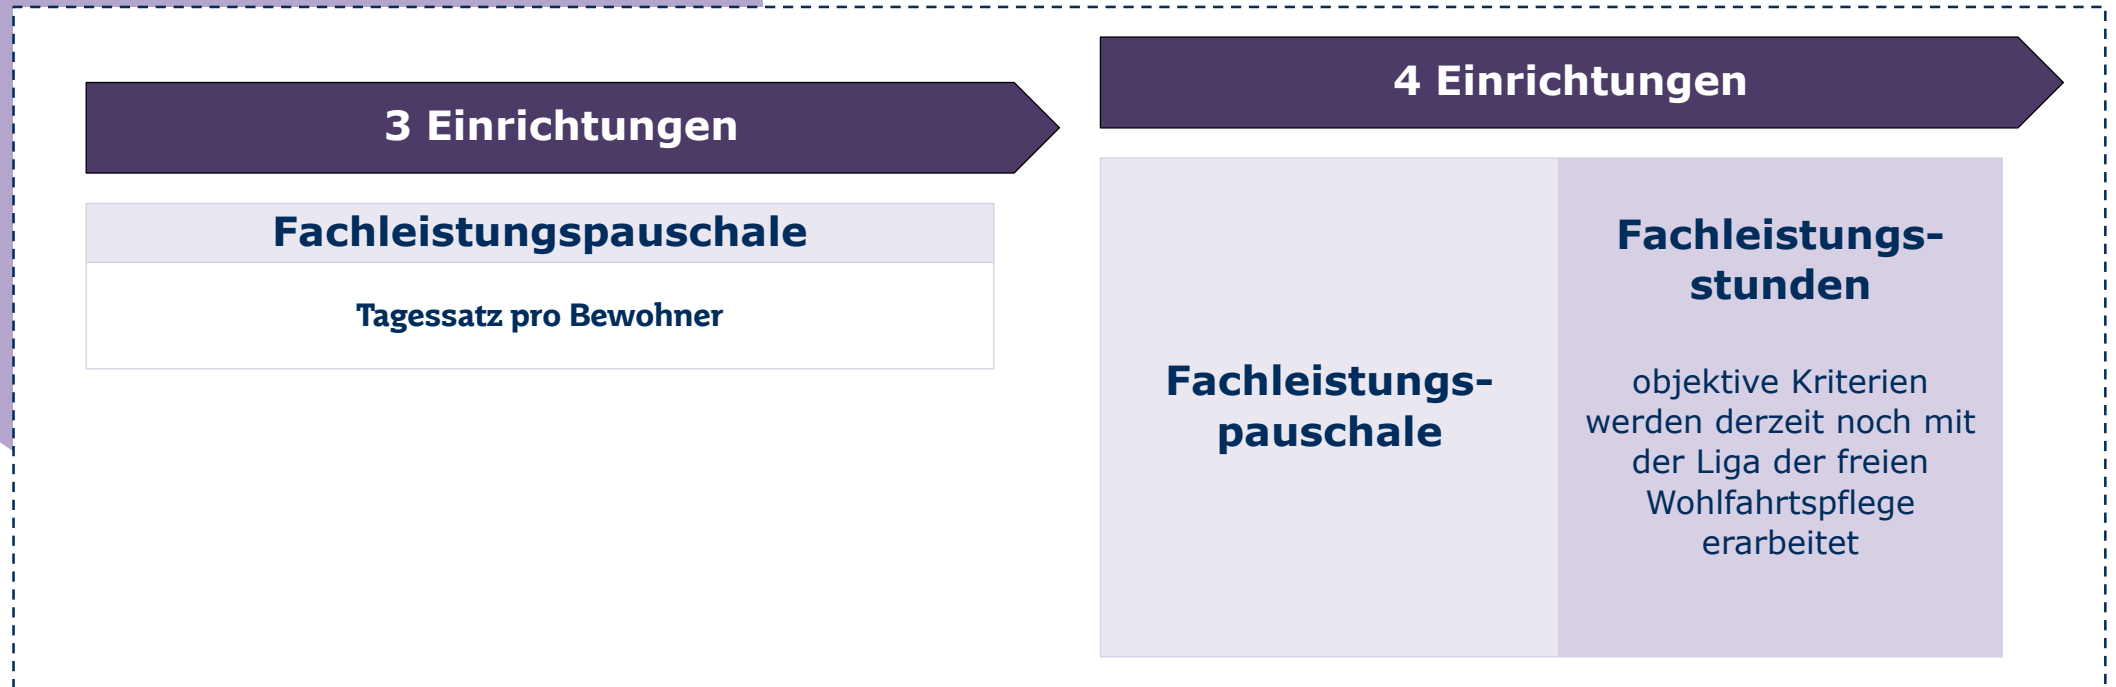 3 Einrichtungen
Fachleistungspauschale
Tagessatz pro Bewohner
4 Einrichtungen
Fachleistungs-
pauschale
Fachleistungs-
stunden
objektive Kriterien
werden derzeit noch mit
der Liga der freien
Wohlfahrtspflege
erarbeitet